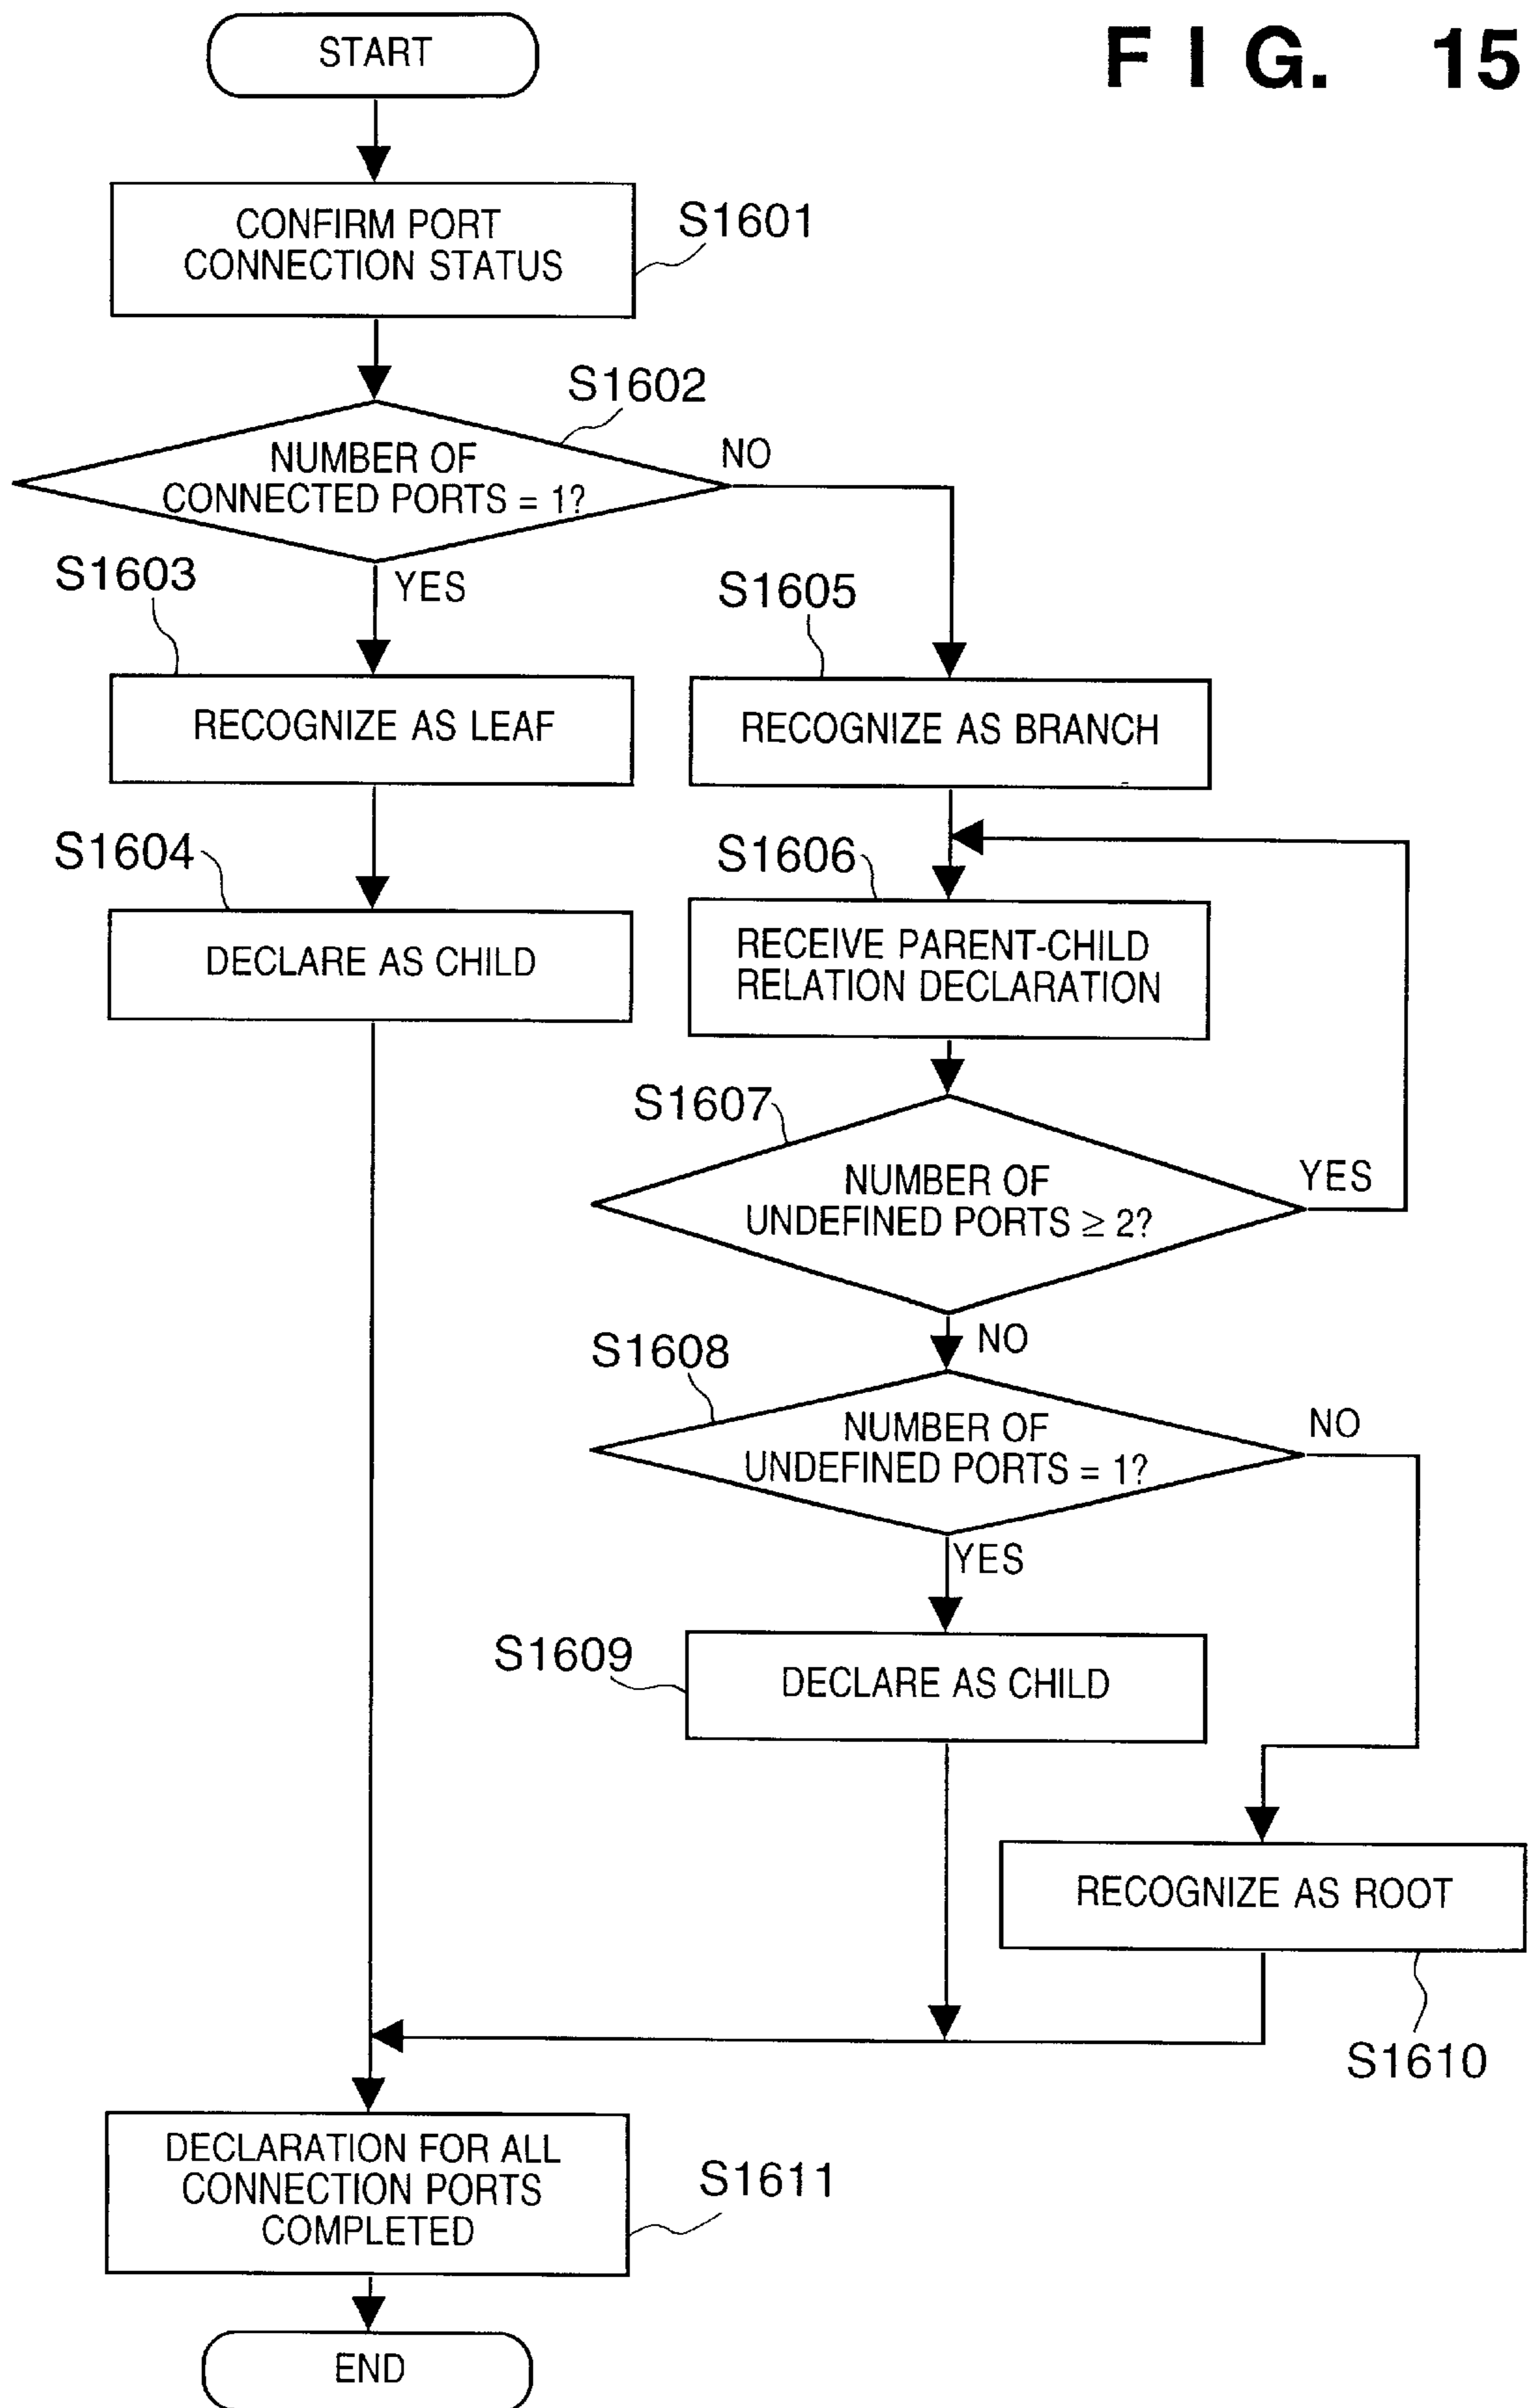 START
F I G. 15
CONFIRM PORT
CONNECTION STATUS
S1601
S1602
NUMBER OF
CONNECTED PORTS = 1?
NO
YES
S1603
S1605
RECOGNIZE AS LEAF
RECOGNIZE AS BRANCH
S1604
S1606
DECLARE AS CHILD
RECEIVE PARENT-CHILD
RELATION DECLARATION
S1607
NUMBER OF
UNDEFINED PORTS ≥ 2?
YES
NO
S1608
NUMBER OF
UNDEFINED PORTS = 1?
NO
YES
S1609
DECLARE AS CHILD
RECOGNIZE AS ROOT
S1610
DECLARATION FOR ALL
CONNECTION PORTS
COMPLETED
S1611
END